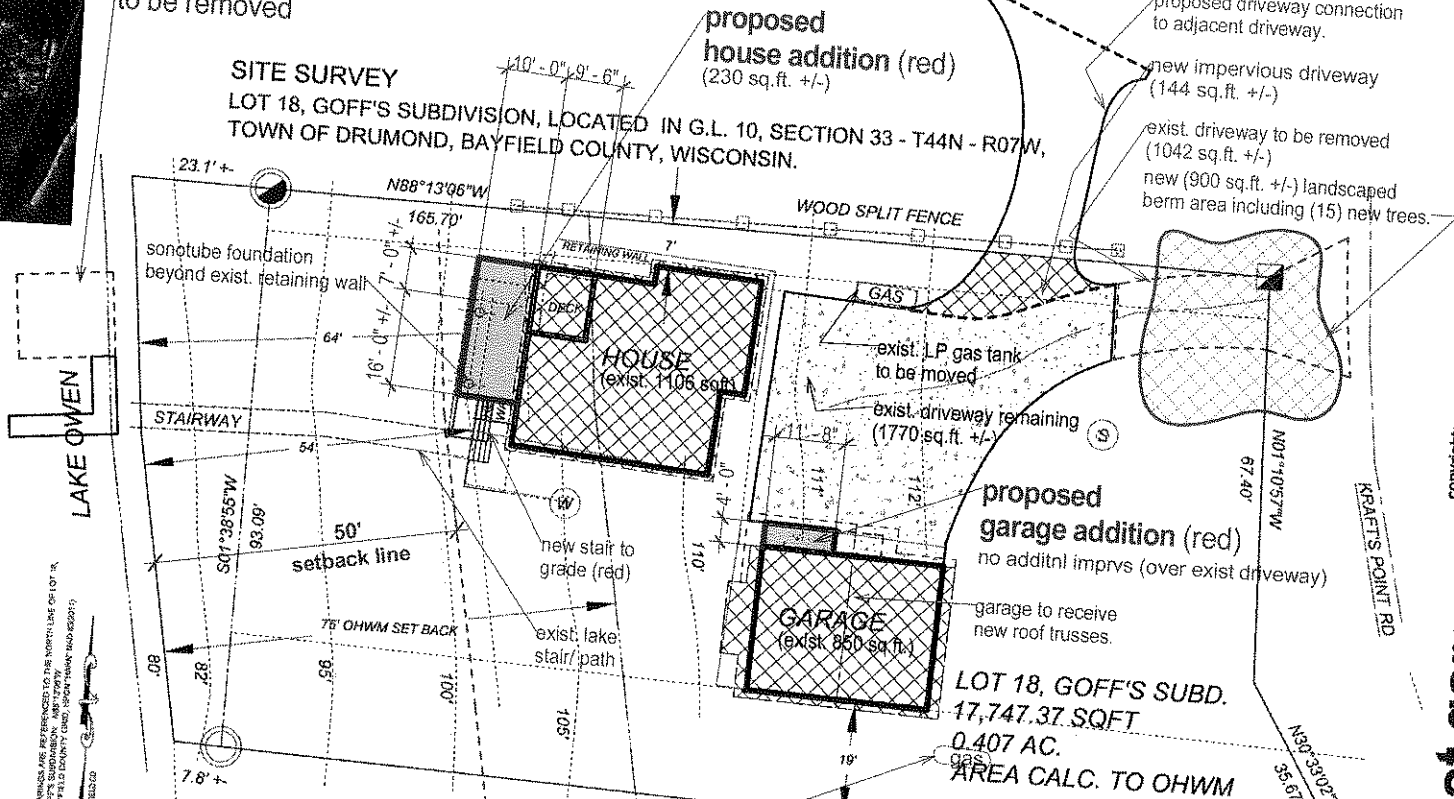 to be removed
proposed
house addition (red)
(230 sq.ft. +/-)
proposed driveway connection
to adjacent driveway.
new impervious driveway
(144 sq.ft. +/-)
exist. driveway to be removed
(1042 sq.ft. +/-)
new (900 sq.ft. +/-) landscaped
berm area including (15) new trees.
10' - 0"
9' - 6"
SITE SURVEY
LOT 18, GOFF'S SUBDIVISION, LOCATED IN G.L. 10, SECTION 33 - T44N - R07W,
TOWN OF DRUMOND, BAYFIELD COUNTY, WISCONSIN.
23.1' +-
N88°13'06"W
165.70'
WOOD SPLIT FENCE
RETAINING WALL
7'
sonotube foundation
beyond exist. retaining wall
7' - 0" +/-
16' - 0" +/-
64'
DECK
HOUSE
(exist. 1106 sqft)
GAS
exist. LP gas tank
to be moved
exist. driveway remaining
(1770 sq.ft. +/-)
S
11' - 8"
4' - 0"
111'
112'
STAIRWAY
54'
LAKE OWEN
W
S01°38'55"W
93.09'
50'
setback line
new stair to
grade (red)
110'
proposed
garage addition (red)
no additnl imprvs (over exist driveway)
N01°10'57"W
67.40'
KRAFT'S POINT RD
GARAGE
(exist. 850 sq.ft.)
garage to receive
new roof trusses.
75' OHWM SET BACK
exist. lake
stair/ path
80'
82'
95'
100'
105'
LOT 18, GOFF'S SUBD.
17,747.37 SQFT
0.407 AC.
gas
AREA CALC. TO OHWM
19'
N30°33'02"
35.67
7.8' +-